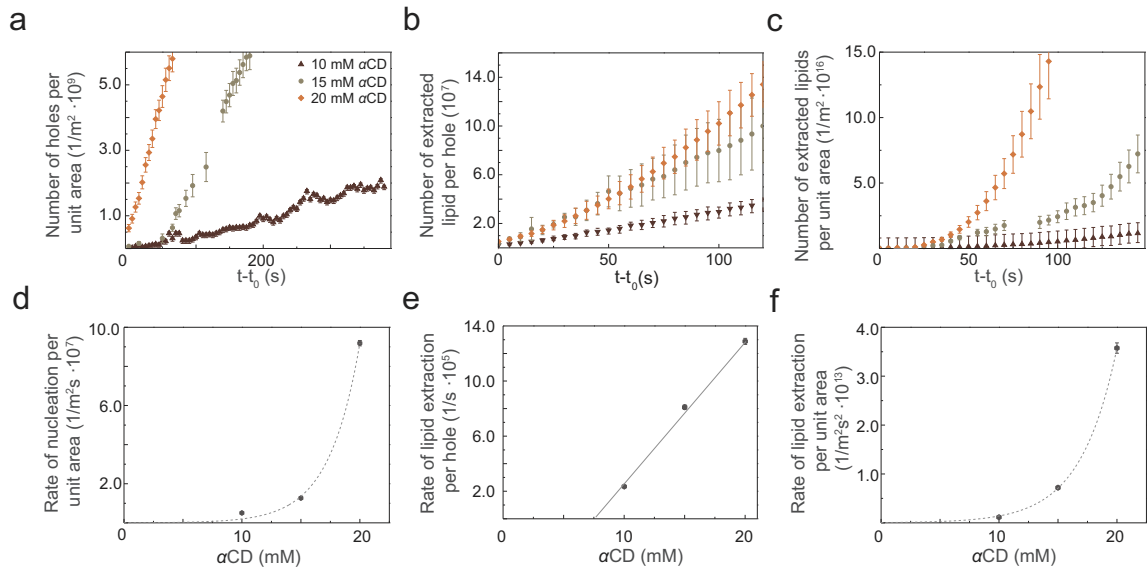 a
Number of holes per
unit area (1/m² ·10⁹)
5.0
3.0
1.0
0
200
t-t₀ (s)
10 mM αCD
15 mM αCD
20 mM αCD
b
Number of extracted
lipid per hole (10⁷)
14.0
10.0
6.0
2.0
0
50
100
t-t₀(s)
c
Number of extracted lipids
per unit area (1/m² ·10¹⁶)
15.0
10.0
5.0
0
50
100
t-t₀ (s)
d
Rate of nucleation per
unit area (1/m²s ·10⁷)
10.0
6.0
2.0
0
10
20
αCD (mM)
e
Rate of lipid extraction
per hole (1/s ·10⁵)
14.0
10.0
6.0
2.0
0
10
20
αCD (mM)
f
Rate of lipid extraction
per unit area
(1/m²s² ·10¹³)
4.0
3.0
2.0
1.0
0
10
20
αCD (mM)